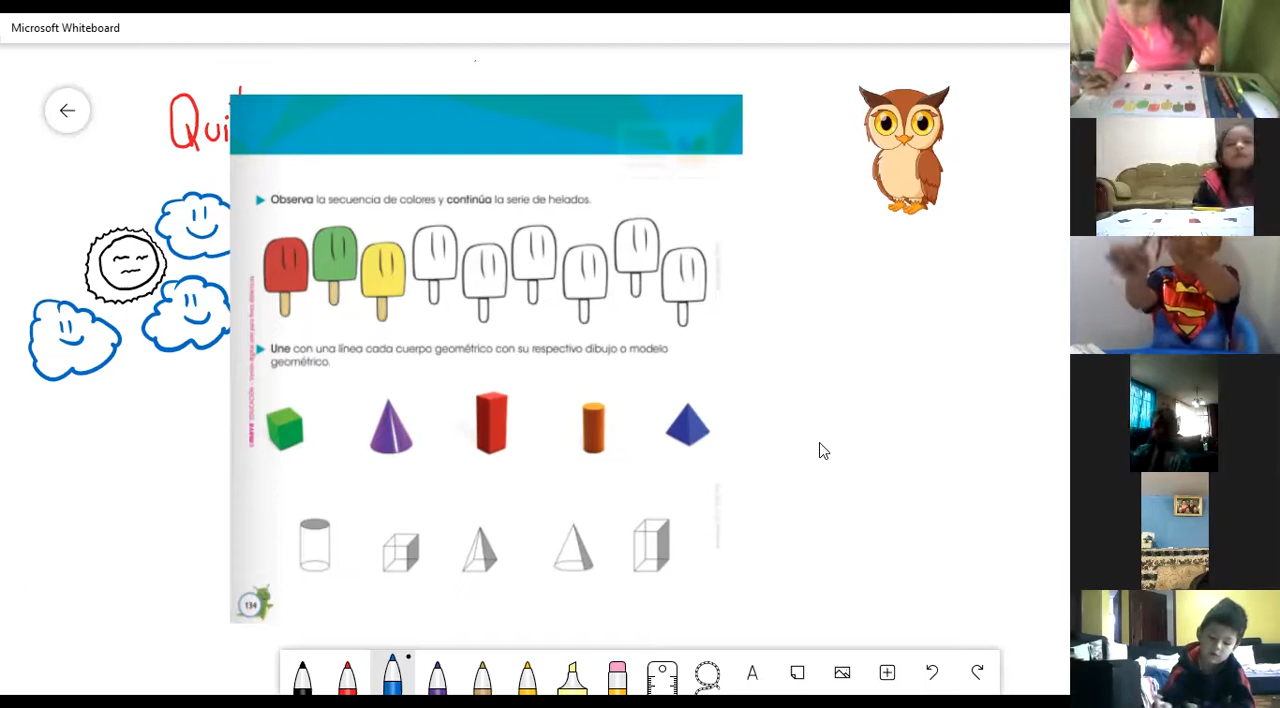 Microsoft Whiteboard
Qui
Observa la secuencia de colores y continúa la serie de helados.
Une con una línea cada cuerpo geométrico con su respectivo dibujo o modelo
geométrico.
134
A